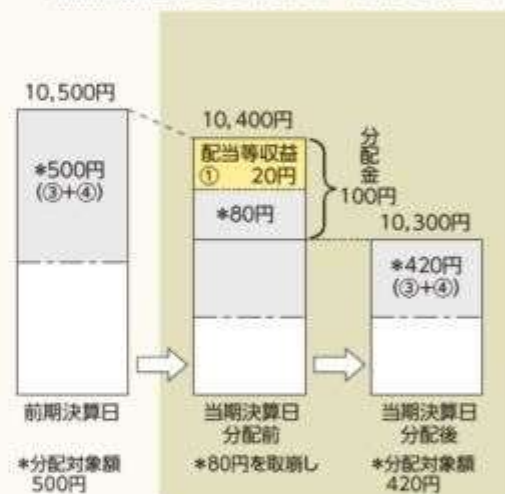 10,500円
*500円
(③+④)
前期決算日
*分配対象額
500円
10,400円
配当等収益
① 20円
*80円
分配金
100円
当期決算日
分配前
*80円を取崩し
10,300円
*420円
(③+④)
当期決算日
分配後
*分配対象額
420円